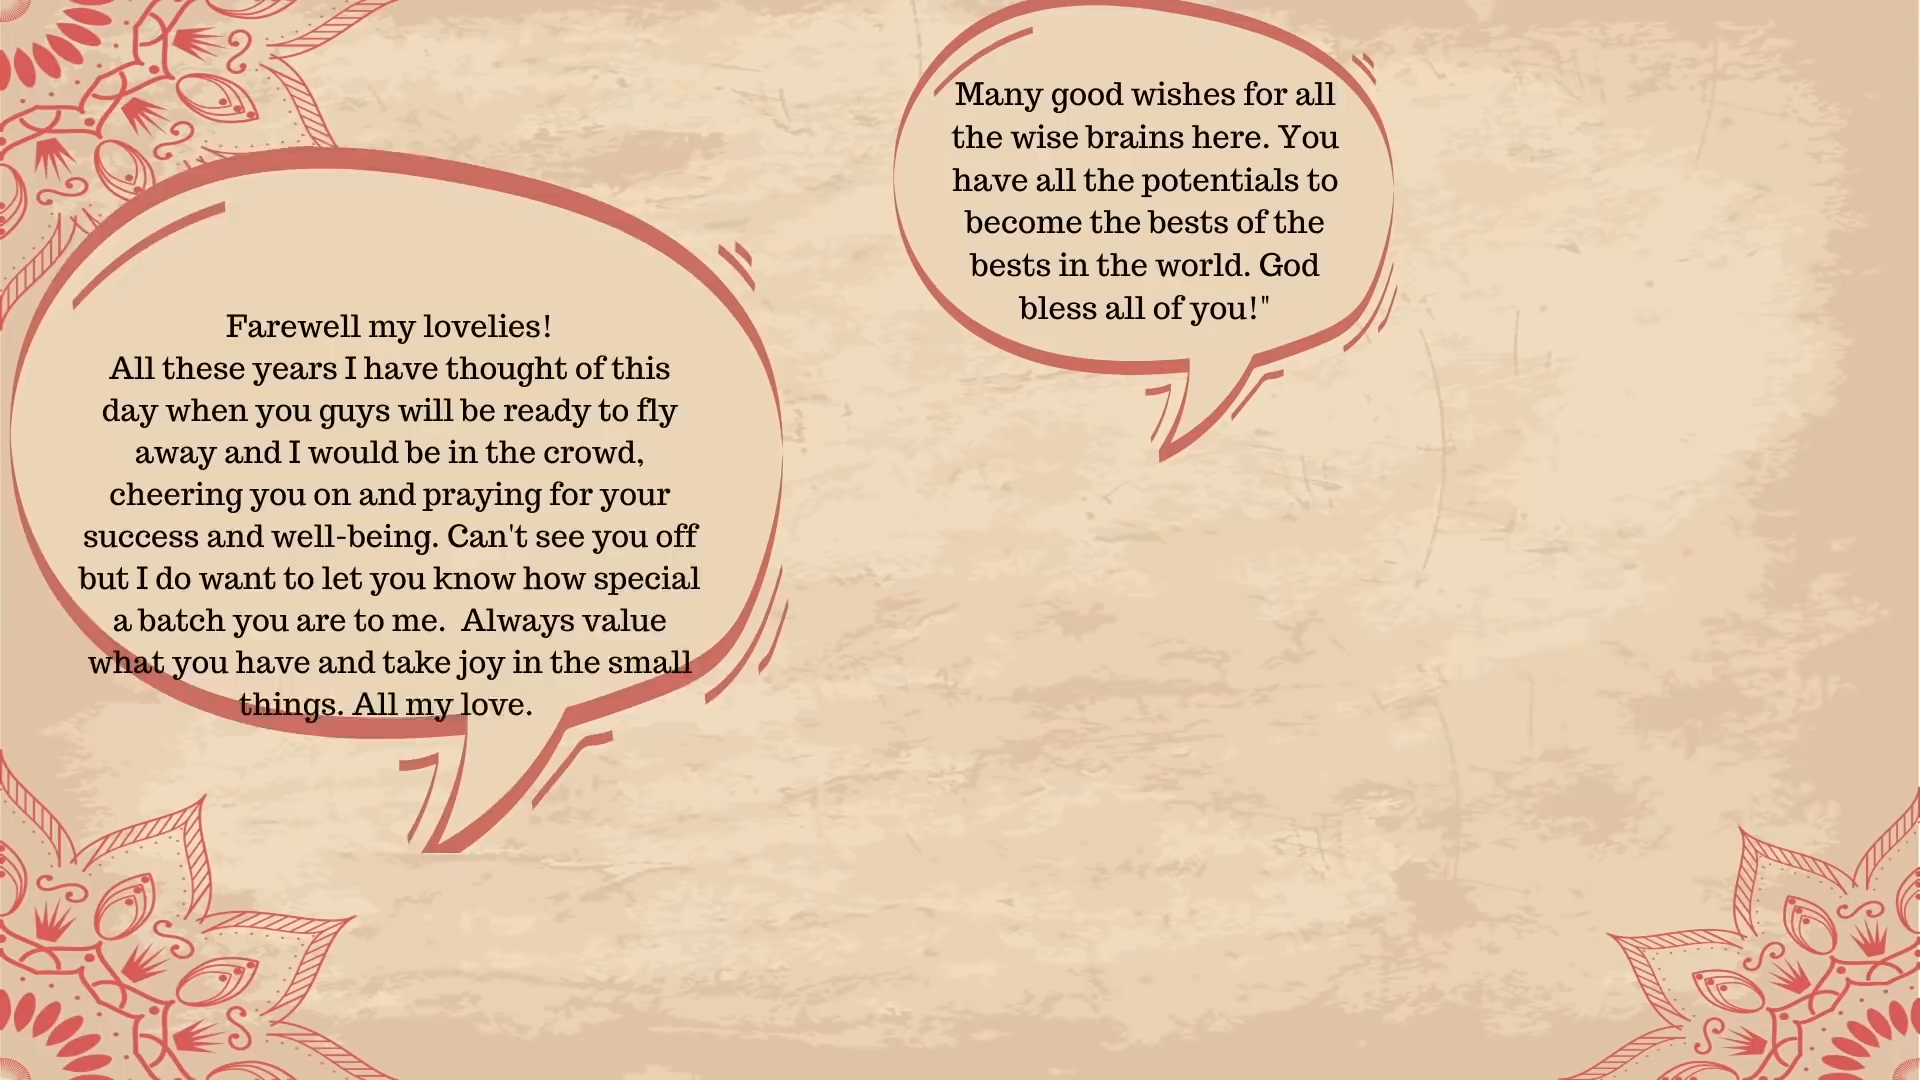 Farewell my lovelies!
All these years I have thought of this
day when you guys will be ready to fly
away and I would be in the crowd,
cheering you on and praying for your
success and well-being. Can't see you off
but I do want to let you know how special
a batch you are to me.  Always value
what you have and take joy in the small
things. All my love.
Many good wishes for all
the wise brains here. You
have all the potentials to
become the bests of the
bests in the world. God
bless all of you!"